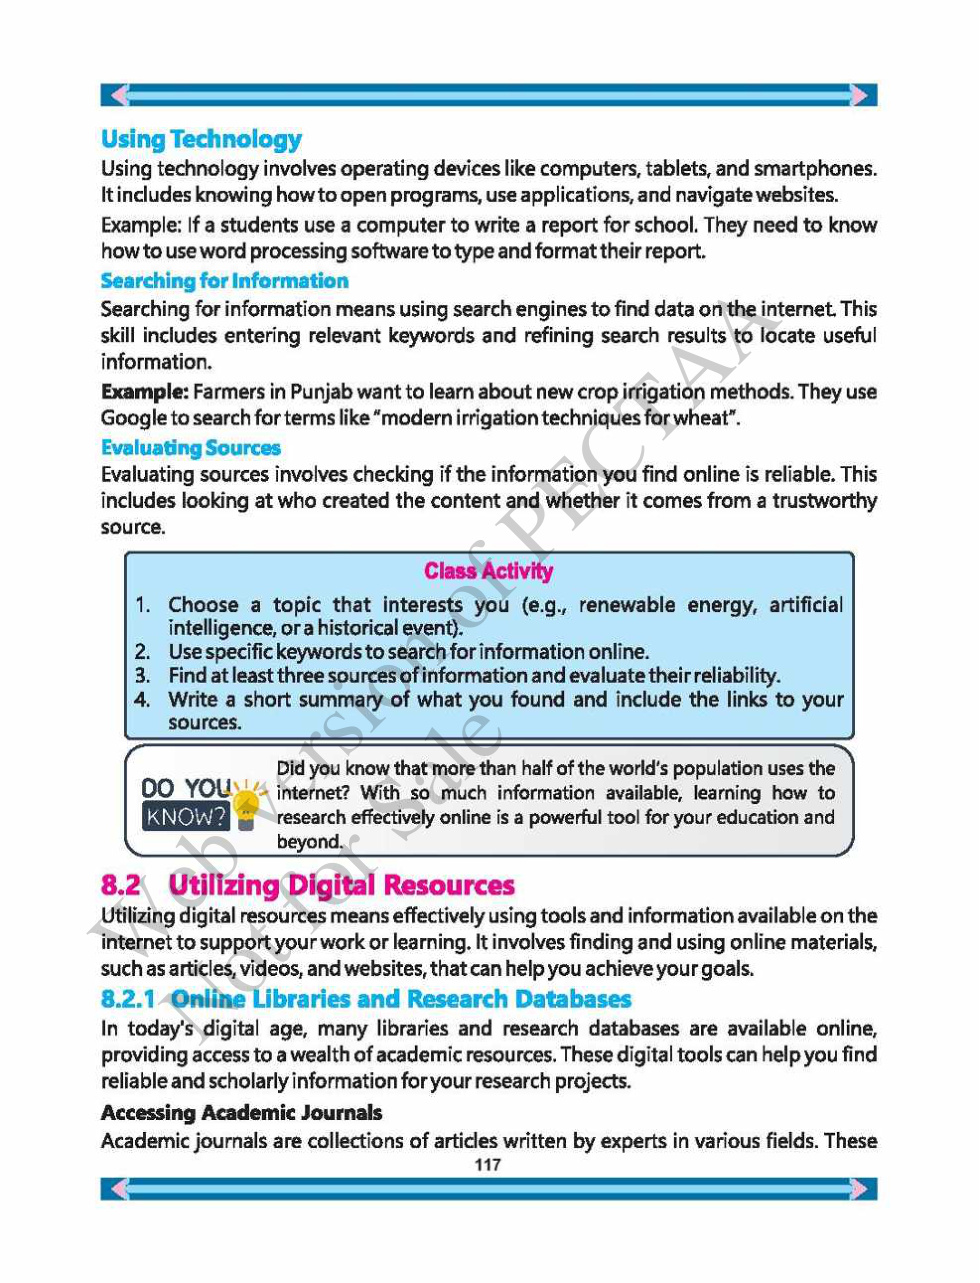 Using Technology
Using technology involves operating devices like computers, tablets, and smartphones.
It includes knowing how to open programs, use applications, and navigate websites.
Example: If a students use a computer to write a report for school. They need to know
how to use word processing software to type and format their report.
Searching for Information
Searching for information means using search engines to find data on the internet. This
skill includes entering relevant keywords and refining search results to locate useful
information.
Example: Farmers in Punjab want to learn about new crop irrigation methods. They use
Google to search for terms like "modern irrigation techniques for wheat".
Evaluating Sources
Evaluating sources involves checking if the information you find online is reliable. This
includes looking at who created the content and whether it comes from a trustworthy
source.
Class Activity
1. Choose a topic that interests you (e.g., renewable energy, artificial
intelligence, or a historical event).
2. Use specific keywords to search for information online.
3. Find at least three sources of information and evaluate their reliability.
4. Write a short summary of what you found and include the links to your
sources.
DO YOU
KNOW?
Did you know that more than half of the world's population uses the
internet? With so much information available, learning how to
research effectively online is a powerful tool for your education and
beyond.
8.2 Utilizing Digital Resources
Utilizing digital resources means effectively using tools and information available on the
internet to support your work or learning. It involves finding and using online materials,
such as articles, videos, and websites, that can help you achieve your goals.
8.2.1 Online Libraries and Research Databases
In today's digital age, many libraries and research databases are available online,
providing access to a wealth of academic resources. These digital tools can help you find
reliable and scholarly information for your research projects.
Accessing Academic Journals
Academic journals are collections of articles written by experts in various fields. These
117
Web version of PECTAA
Not for Sale